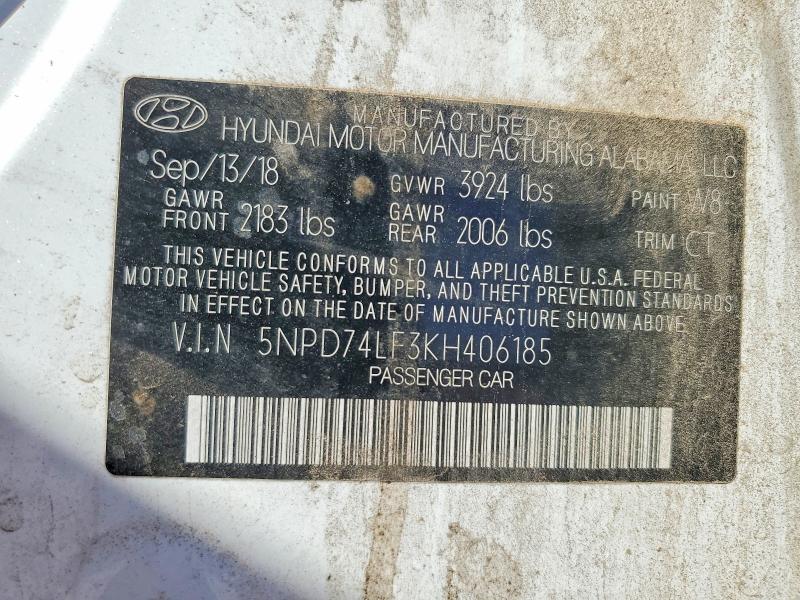 MANUFACTURED BY
HYUNDAI MOTOR MANUFACTURING ALABAMA, LLC
Sep/13/18 GVWR 3924 lbs PAINT W8
GAWR FRONT 2183 lbs GAWR REAR 2006 lbs TRIM CT
THIS VEHICLE CONFORMS TO ALL APPLICABLE U.S.A. FEDERAL
MOTOR VEHICLE SAFETY, BUMPER, AND THEFT PREVENTION STANDARDS
IN EFFECT ON THE DATE OF MANUFACTURE SHOWN ABOVE.
V.I.N 5NPD74LF3KH406185
PASSENGER CAR